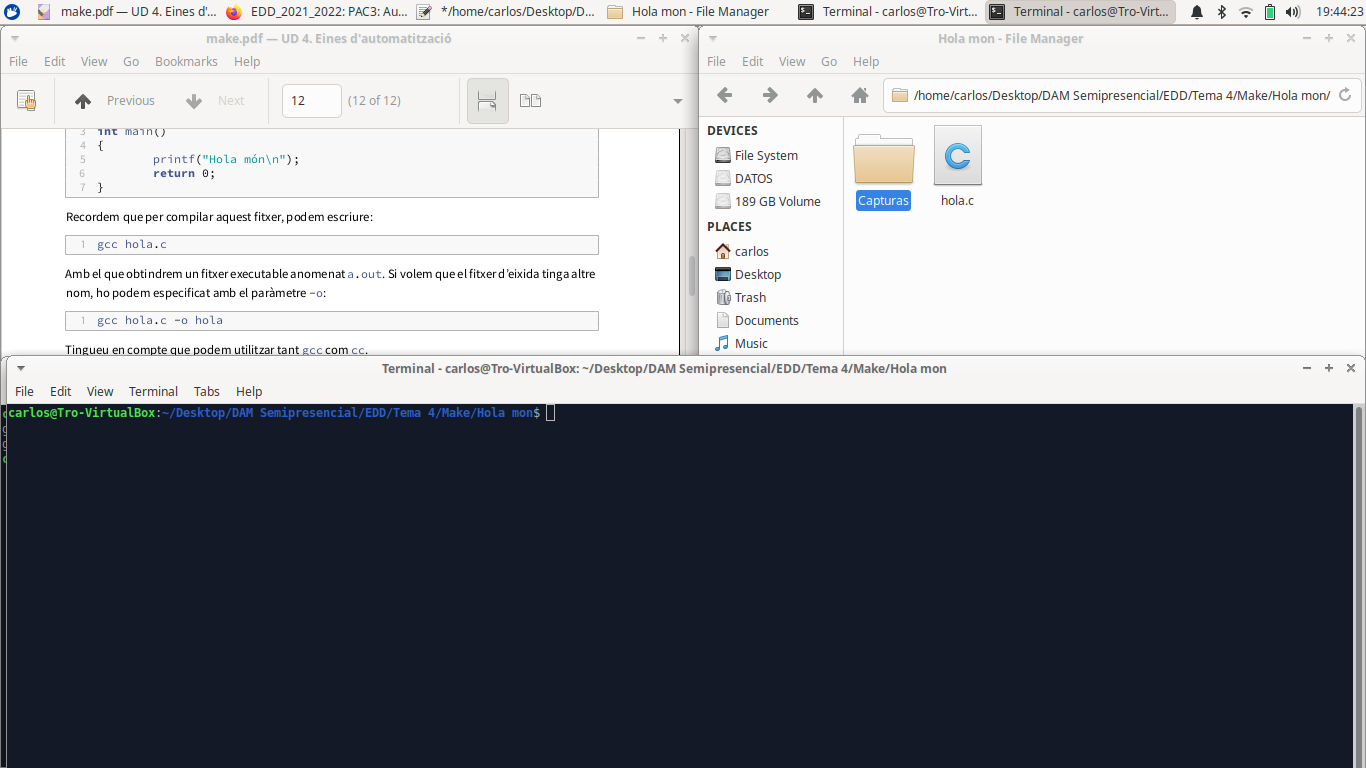 make.pdf — UD 4. Eines d'...
EDD_2021_2022: PAC3: Au...
*/home/carlos/Desktop/D...
Hola mon - File Manager
Terminal - carlos@Tro-Virt...
Terminal - carlos@Tro-Virt...
19:44:23
make.pdf — UD 4. Eines d'automatització
File Edit View Go Bookmarks Help
Previous Next 12 (12 of 12)
3 int main()
4 {
5 printf("Hola món\n");
6 return 0;
7 }
Recordem que per compilar aquest fitxer, podem escriure:
1 gcc hola.c
Amb el que obtindrem un fitxer executable anomenat a.out. Si volem que el fitxer d'eixida tinga altre
nom, ho podem especificat amb el paràmetre -o:
1 gcc hola.c -o hola
Tingueu en compte que podem utilitzar tant gcc com cc.
Hola mon - File Manager
File Edit View Go Help
/home/carlos/Desktop/DAM Semipresencial/EDD/Tema 4/Make/Hola mon/
DEVICES
File System
DATOS
189 GB Volume
PLACES
carlos
Desktop
Trash
Documents
Music
Capturas
hola.c
Terminal - carlos@Tro-VirtualBox: ~/Desktop/DAM Semipresencial/EDD/Tema 4/Make/Hola mon
File Edit View Terminal Tabs Help
carlos@Tro-VirtualBox:~/Desktop/DAM Semipresencial/EDD/Tema 4/Make/Hola mon$